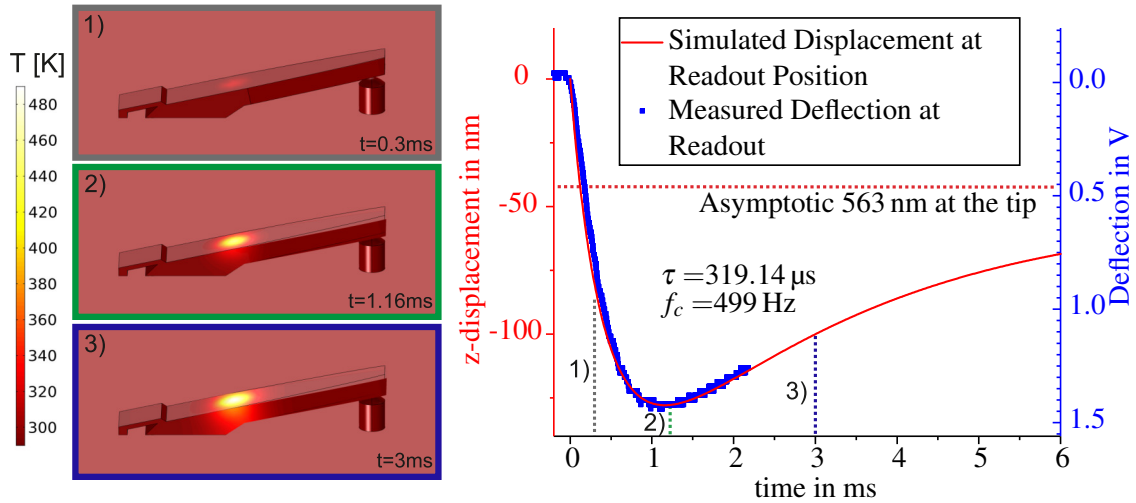 T [K]
480
460
440
420
400
380
360
340
320
300
1)
t=0.3ms
2)
t=1.16ms
3)
t=3ms
Simulated Displacement at
Readout Position
Measured Deflection at
Readout
z-displacement in nm
0
-50
-100
Asymptotic 563 nm at the tip
τ =319.14 µs
f_c =499 Hz
1)
2)
3)
0 1 2 3 4 5 6
time in ms
0.0
0.5
1.0
1.5
Deflection in V